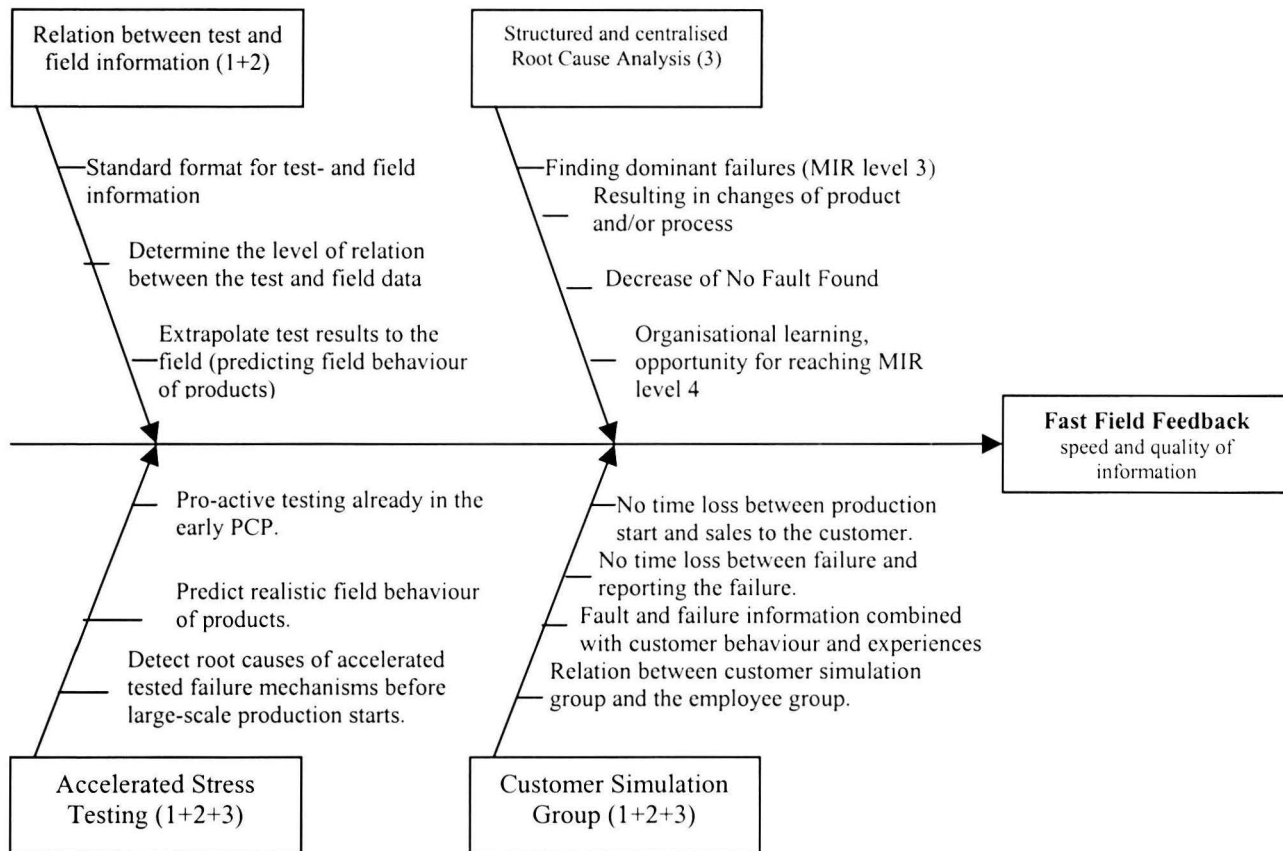 Relation between test and
field information (1+2)
Structured and centralised
Root Cause Analysis (3)
Standard format for test- and field
information
Determine the level of relation
between the test and field data
Extrapolate test results to the
field (predicting field behaviour
of products)
Finding dominant failures (MIR level 3)
Resulting in changes of product
and/or process
Decrease of No Fault Found
Organisational learning,
opportunity for reaching MIR
level 4
Fast Field Feedback
speed and quality of
information
Pro-active testing already in the
early PCP.
Predict realistic field behaviour
of products.
Detect root causes of accelerated
tested failure mechanisms before
large-scale production starts.
No time loss between production
start and sales to the customer.
No time loss between failure and
reporting the failure.
Fault and failure information combined
with customer behaviour and experiences
Relation between customer simulation
group and the employee group.
Accelerated Stress
Testing (1+2+3)
Customer Simulation
Group (1+2+3)